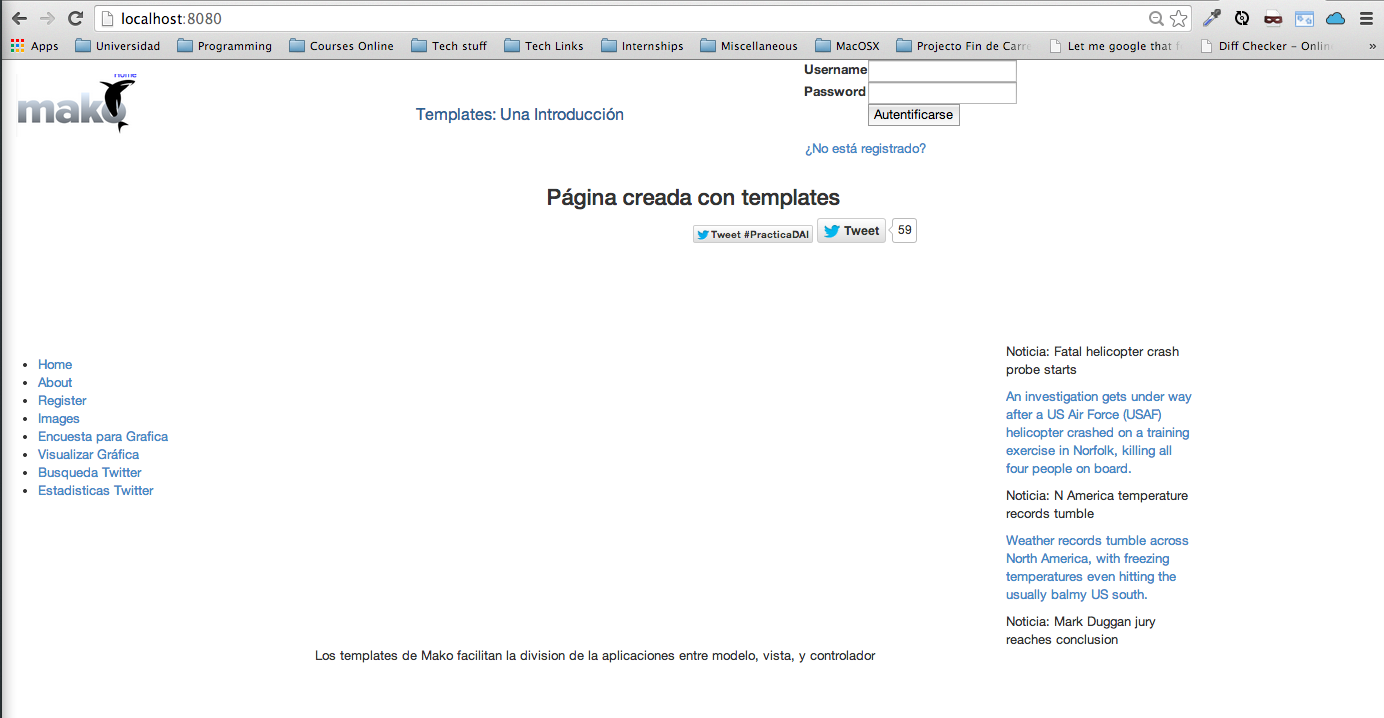 localhost:8080
Apps Universidad Programming Courses Online Tech stuff Tech Links Internships Miscellaneous MacOSX Projecto Fin de Carre Let me google that f Diff Checker – Onlin »
Home
mako
Templates: Una Introducción
Username
Password
Autentificarse
¿No está registrado?
Página creada con templates
Tweet #PracticaDAI Tweet 59
Home
About
Register
Images
Encuesta para Grafica
Visualizar Gráfica
Busqueda Twitter
Estadisticas Twitter
Noticia: Fatal helicopter crash
probe starts
An investigation gets under way
after a US Air Force (USAF)
helicopter crashed on a training
exercise in Norfolk, killing all
four people on board.
Noticia: N America temperature
records tumble
Weather records tumble across
North America, with freezing
temperatures even hitting the
usually balmy US south.
Noticia: Mark Duggan jury
reaches conclusion
Los templates de Mako facilitan la division de la aplicaciones entre modelo, vista, y controlador